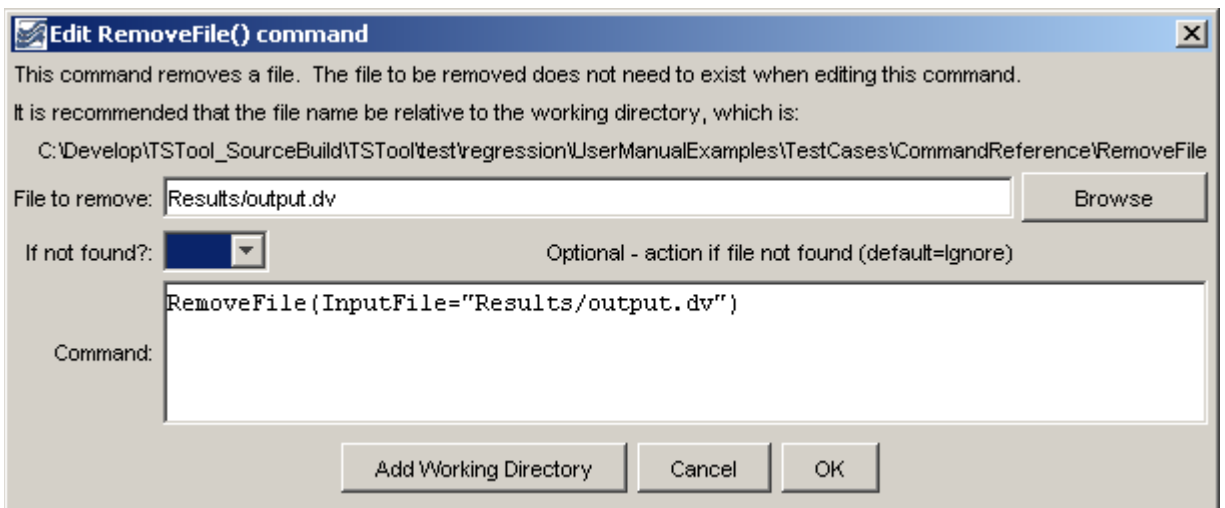 Edit RemoveFile() command
This command removes a file. The file to be removed does not need to exist when editing this command.
It is recommended that the file name be relative to the working directory, which is:
C:\Develop\TSTool_SourceBuild\TSTool\test\regression\UserManualExamples\TestCases\CommandReference\RemoveFile
File to remove: Results/output.dv Browse
If not found?: Optional - action if file not found (default=Ignore)
RemoveFile(InputFile="Results/output.dv")
Command:
Add Working Directory Cancel OK